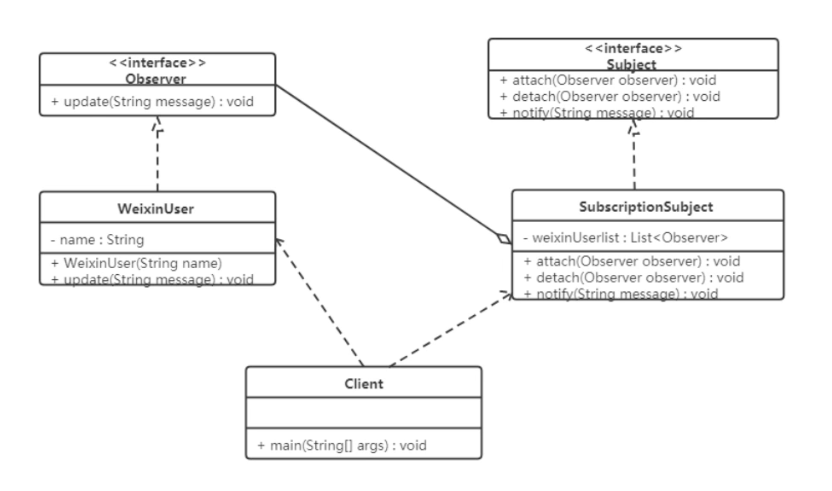 <<interface>>
Observer
+ update(String message) : void
<<interface>>
Subject
+ attach(Observer observer) : void
+ detach(Observer observer) : void
+ notify(String message) : void
WeixinUser
- name : String
+ WeixinUser(String name)
+ update(String message) : void
SubscriptionSubject
- weixinUserlist : List<Observer>
+ attach(Observer observer) : void
+ detach(Observer observer) : void
+ notify(String message) : void
Client
+ main(String[] args) : void